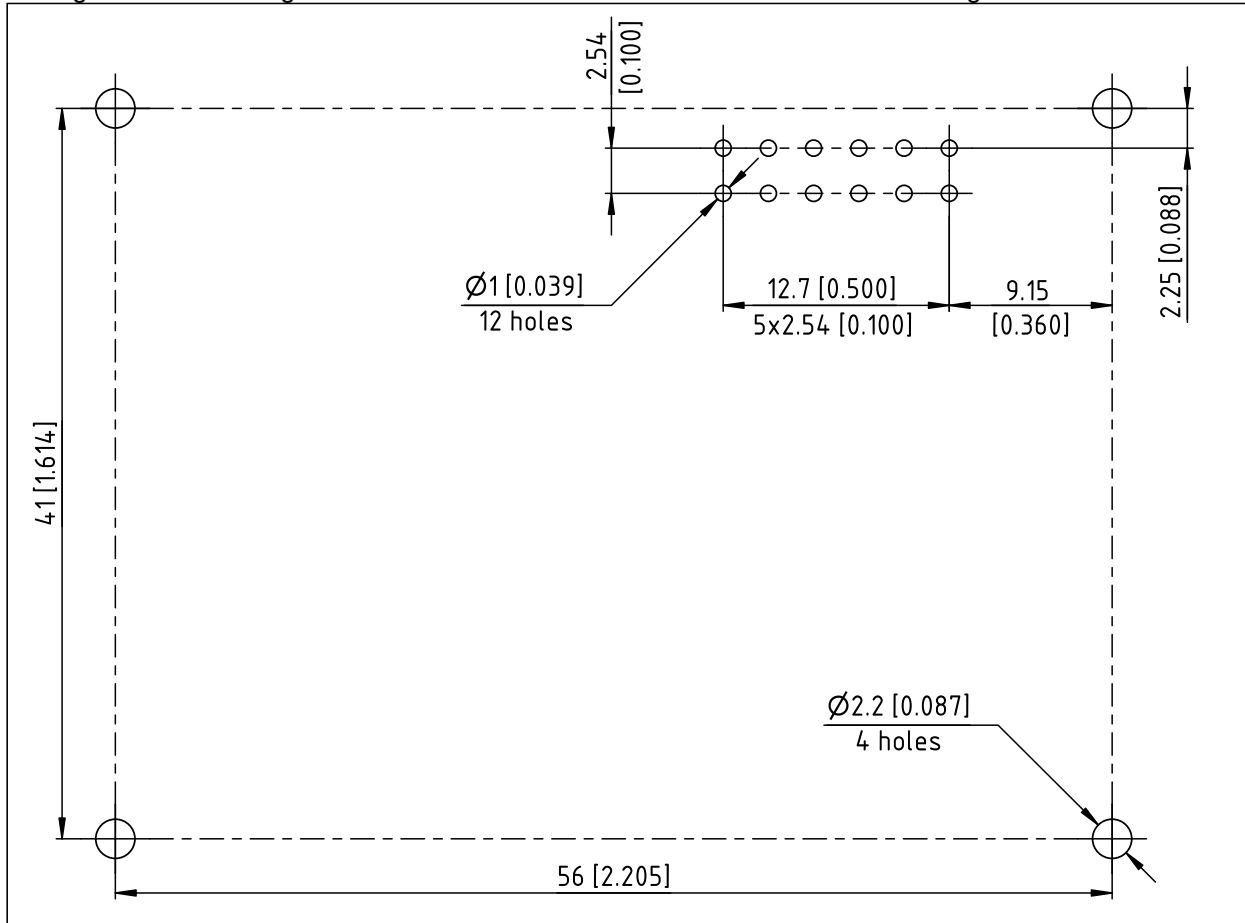 2.54
[0.100]
2.25 [0.088]
Ø1 [0.039]
12 holes
12.7 [0.500]
5x2.54 [0.100]
9.15
[0.360]
41 [1.614]
Ø2.2 [0.087]
4 holes
56 [2.205]